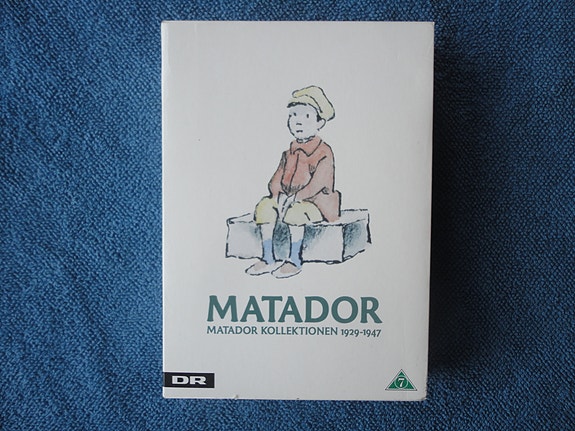 MATADOR
MATADOR KOLLEKTIONEN 1929-1947
DR
7